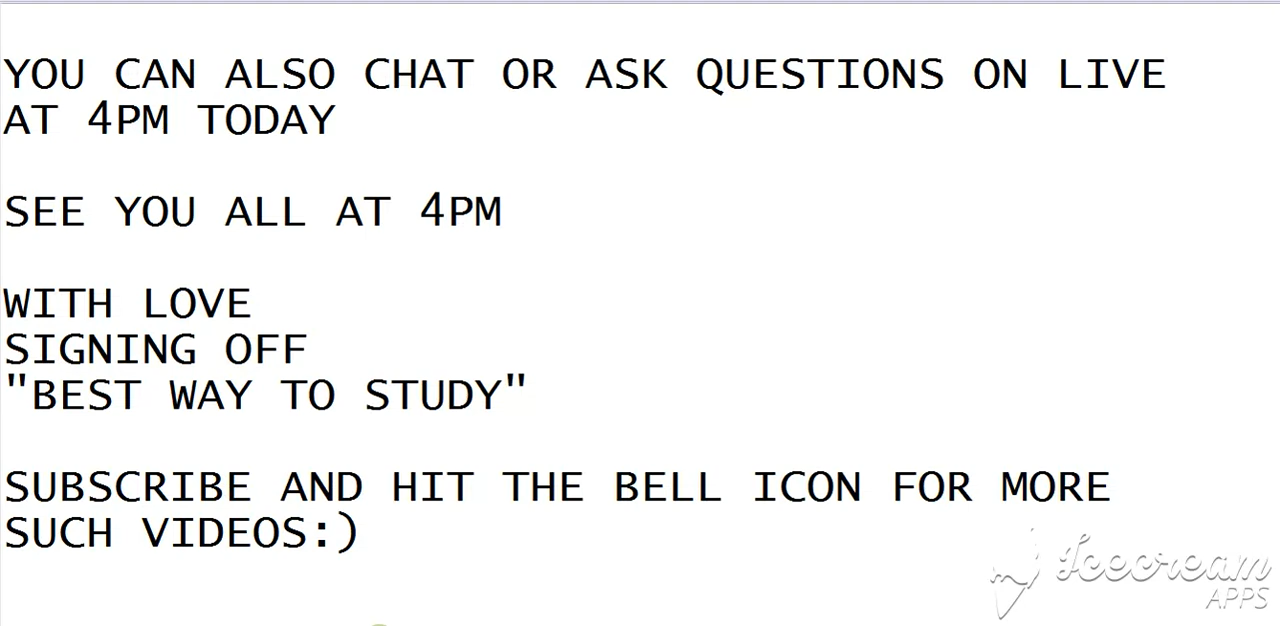 YOU CAN ALSO CHAT OR ASK QUESTIONS ON LIVE
AT 4PM TODAY
SEE YOU ALL AT 4PM
WITH LOVE
SIGNING OFF
"BEST WAY TO STUDY"
SUBSCRIBE AND HIT THE BELL ICON FOR MORE
SUCH VIDEOS:)
Icecream
APPS